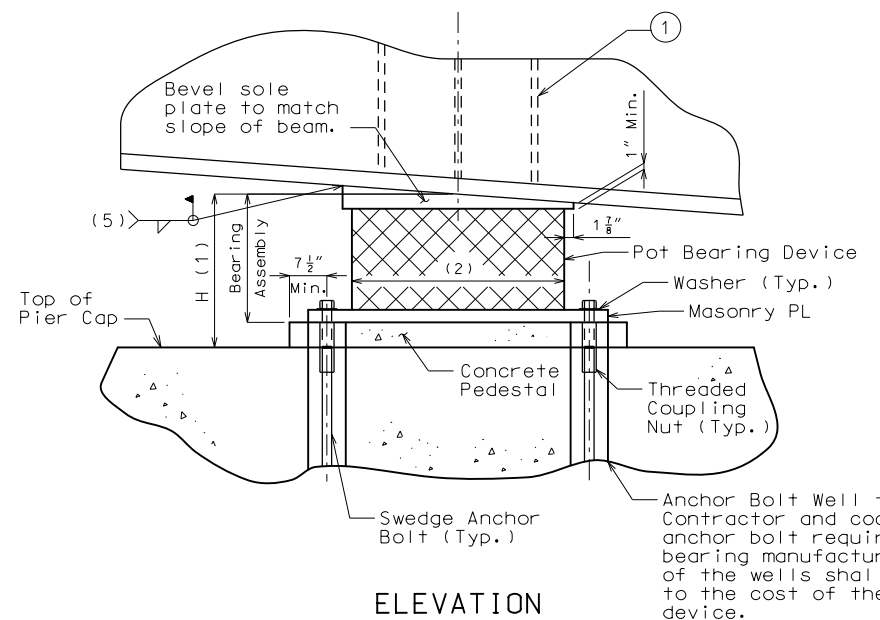 1
Bevel sole
plate to match
slope of beam.
1" Min.
(5)
H (1)
Bearing
Assembly
7 1/2"
Min.
(2)
1 7/8"
Pot Bearing Device
Washer (Typ.)
Masonry PL
Top of
Pier Cap
Concrete
Pedestal
Threaded
Coupling
Nut (Typ.)
Swedge Anchor
Bolt (Typ.)
Anchor Bolt Well
Contractor and
anchor bolt
bearing
of the wells
to the cost of the
device.
ELEVATION